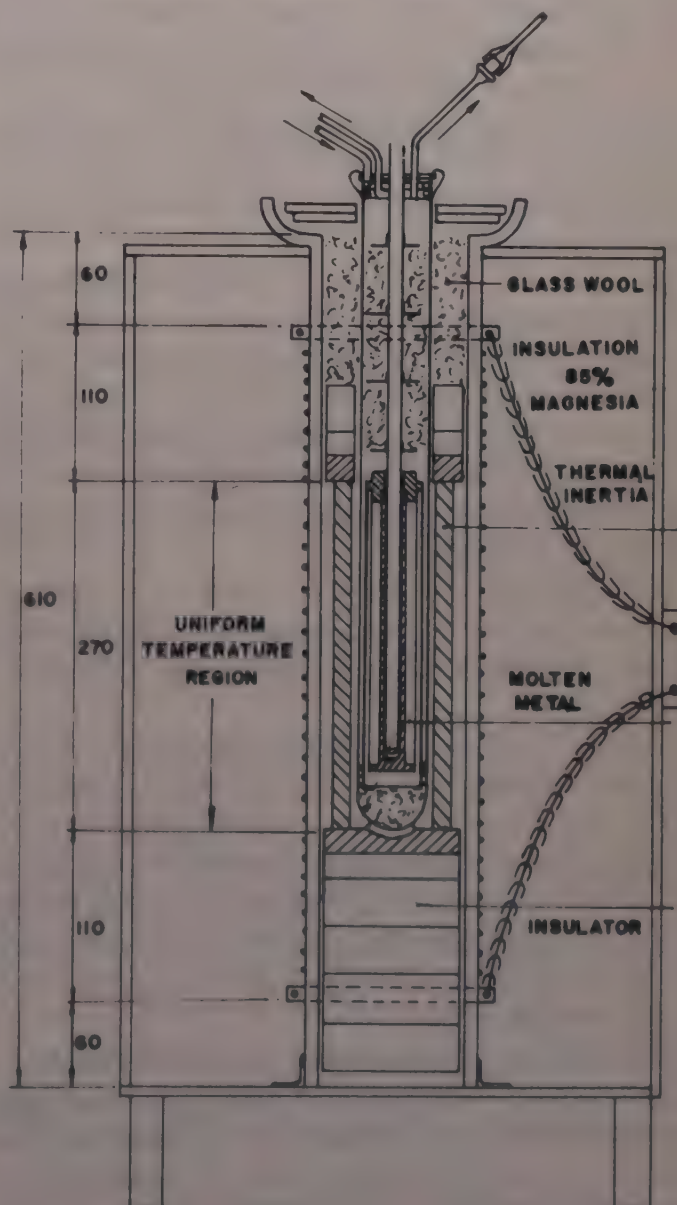 60
GLASS WOOL
INSULATION
85%
MAGNESIA
110
THERMAL
INERTIA
610
270
UNIFORM
TEMPERATURE
REGION
MOLTEN
METAL
110
INSULATOR
60